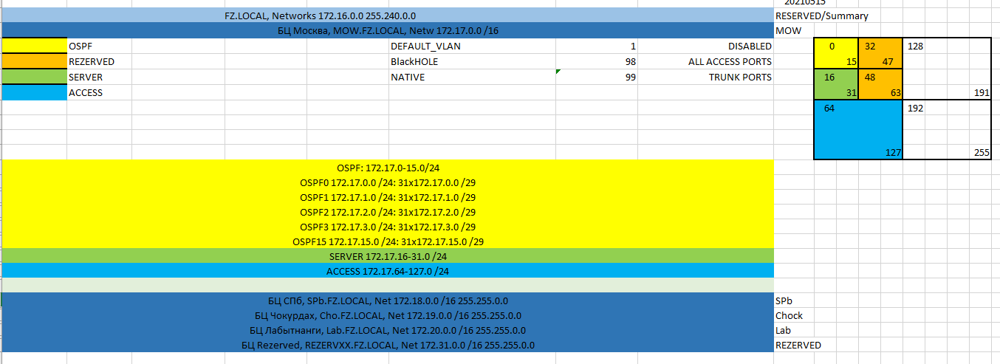 20210315
FZ.LOCAL, Networks 172.16.0.0 255.240.0.0 RESERVED/Summary
БЦ Москва, MOW.FZ.LOCAL, Netw 172.17.0.0 /16 MOW
OSPF DEFAULT_VLAN 1 DISABLED 0 32 128
REZERVED BlackHOLE 98 ALL ACCESS PORTS 15 47
SERVER NATIVE 99 TRUNK PORTS 16 48
ACCESS 31 63 191
64 192
127 255
OSPF: 172.17.0-15.0/24
OSPF0 172.17.0.0 /24: 31x172.17.0.0 /29
OSPF1 172.17.1.0 /24: 31x172.17.1.0 /29
OSPF2 172.17.2.0 /24: 31x172.17.2.0 /29
OSPF3 172.17.3.0 /24: 31x172.17.3.0 /29
OSPF15 172.17.15.0 /24: 31x172.17.15.0 /29
SERVER 172.17.16-31.0 /24
ACCESS 172.17.64-127.0 /24
БЦ СПб, SPb.FZ.LOCAL, Net 172.18.0.0 /16 255.255.0.0 SPb
БЦ Чокурдах, Cho.FZ.LOCAL, Net 172.19.0.0 /16 255.255.0.0 Chock
БЦ Лабытнанги, Lab.FZ.LOCAL, Net 172.20.0.0 /16 255.255.0.0 Lab
БЦ Rezerved, REZERVXX.FZ.LOCAL, Net 172.31.0.0 /16 255.255.0.0 REZERVED